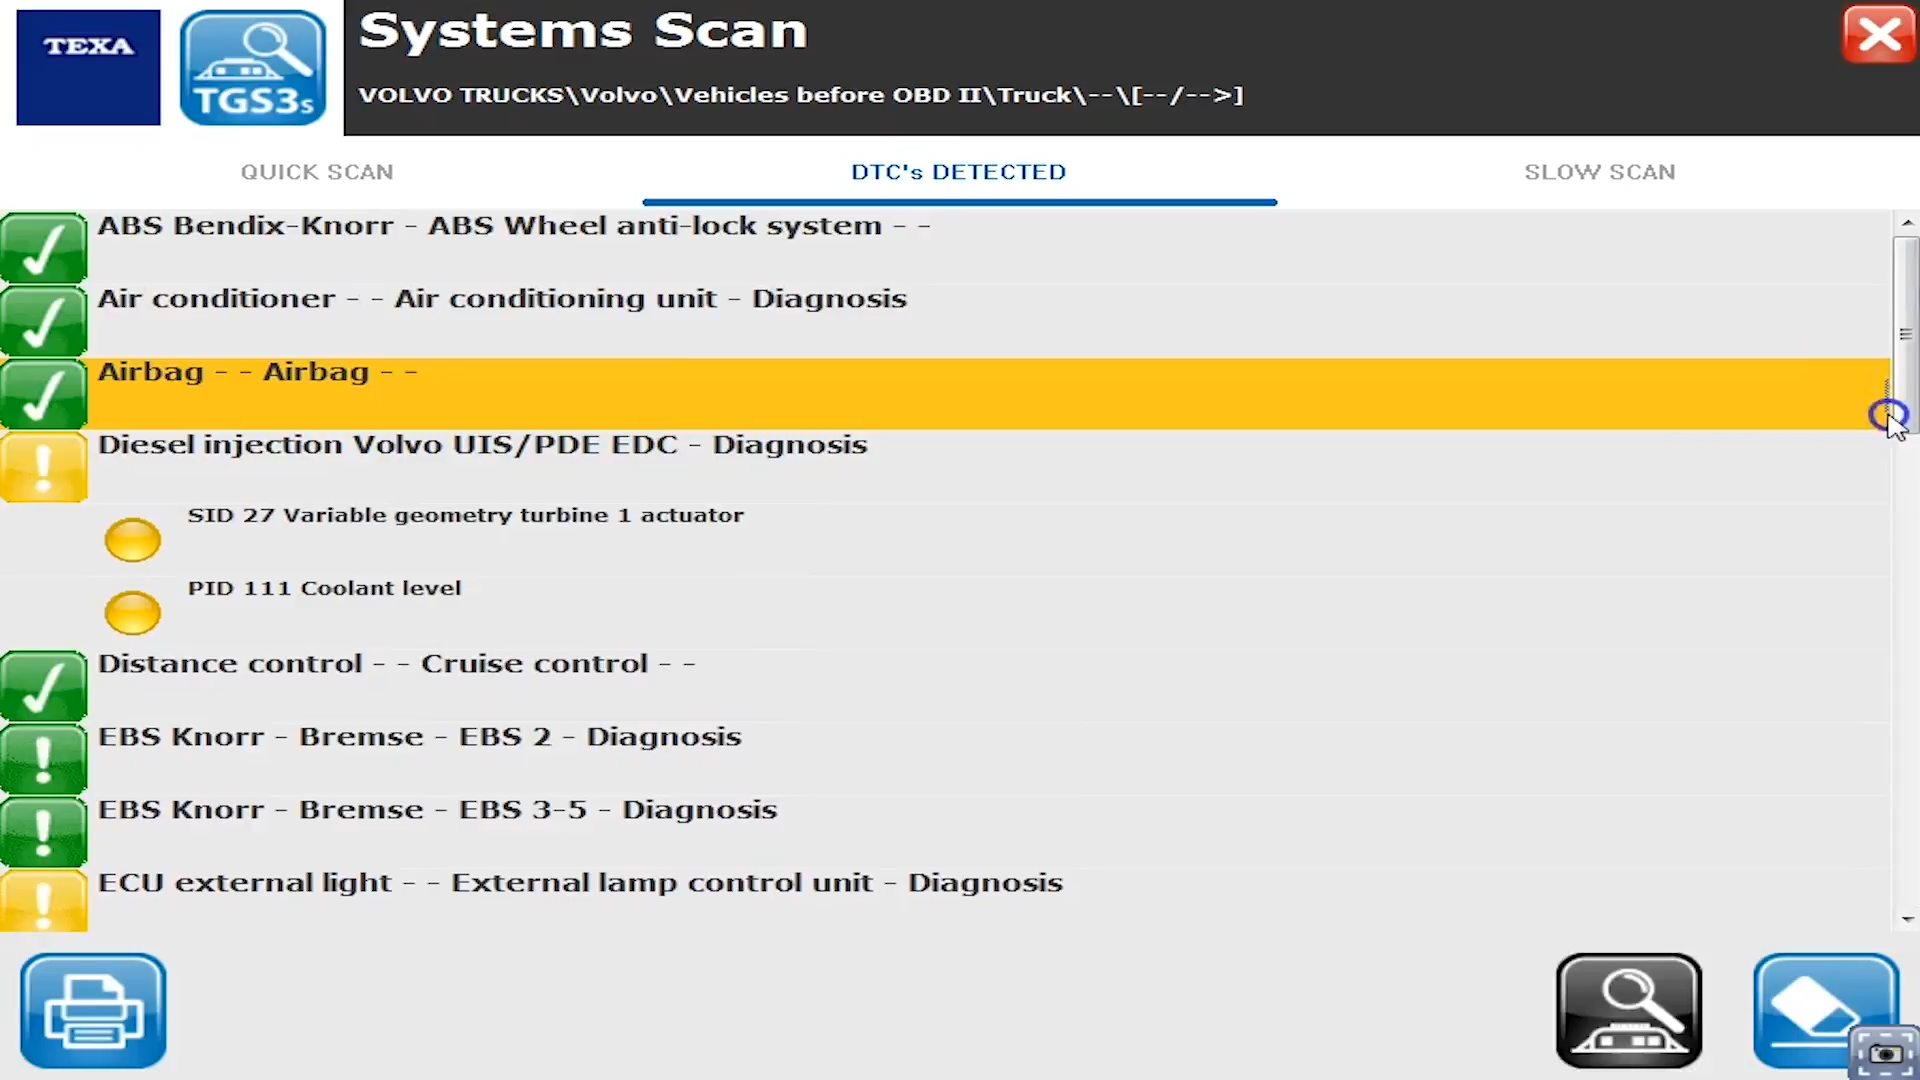 TEXA
TGS3s
Systems Scan
VOLVO TRUCKS\Volvo\Vehicles before OBD II\Truck\--\[--/-->]
QUICK SCAN
DTC's DETECTED
SLOW SCAN
ABS Bendix-Knorr - ABS Wheel anti-lock system - -
Air conditioner - - Air conditioning unit - Diagnosis
Airbag - - Airbag - -
Diesel injection Volvo UIS/PDE EDC - Diagnosis
SID 27 Variable geometry turbine 1 actuator
PID 111 Coolant level
Distance control - - Cruise control - -
EBS Knorr - Bremse - EBS 2 - Diagnosis
EBS Knorr - Bremse - EBS 3-5 - Diagnosis
ECU external light - - External lamp control unit - Diagnosis